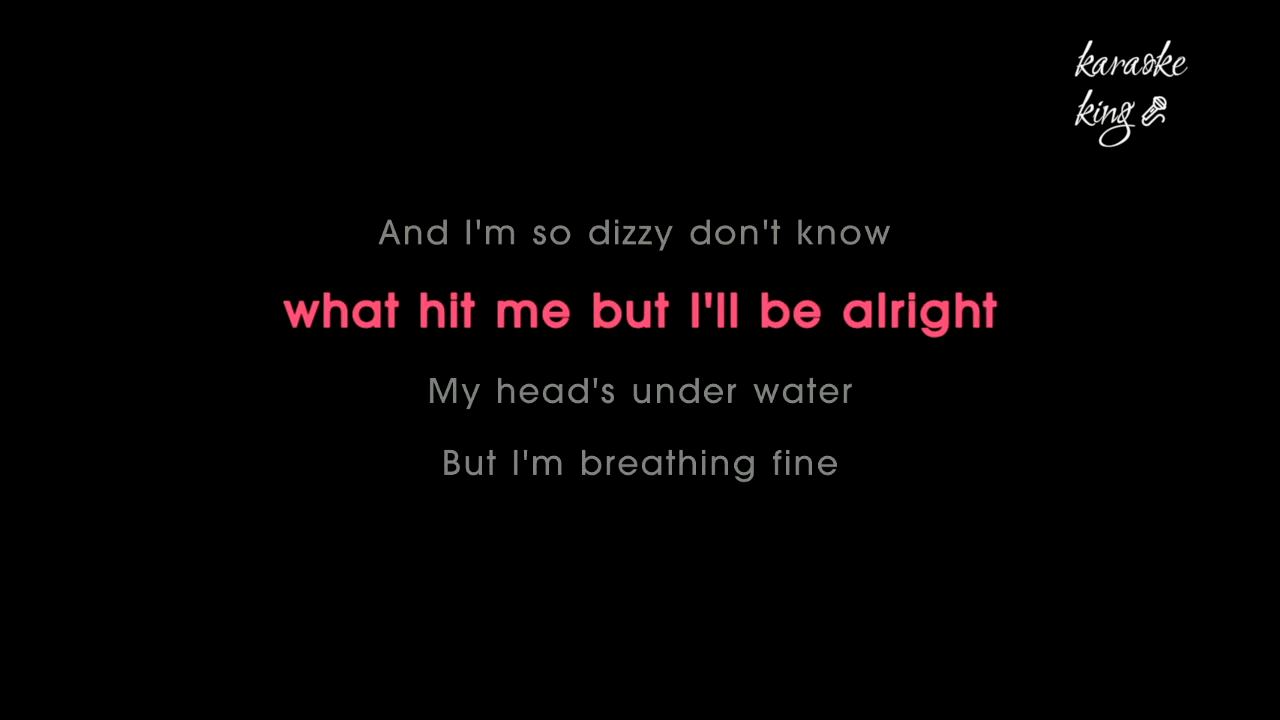 karaoke
king
And I'm so dizzy don't know
what hit me but I'll be alright
My head's under water
But I'm breathing fine